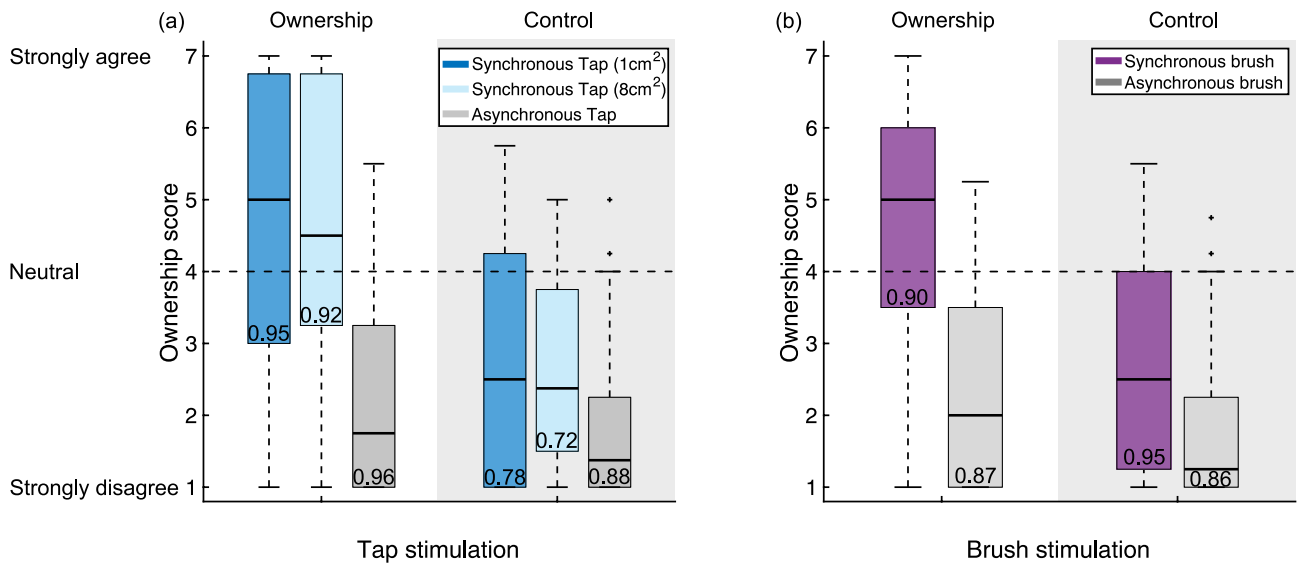 (a)
Ownership
Control
Strongly agree
Neutral
Strongly disagree
Ownership score
7
6
5
4
3
2
1
Synchronous Tap (1cm²)
Synchronous Tap (8cm²)
Asynchronous Tap
0.95
0.92
0.96
0.78
0.72
0.88
Tap stimulation
(b)
Ownership
Control
Ownership score
7
6
5
4
3
2
1
Synchronous brush
Asynchronous brush
0.90
0.87
0.95
0.86
Brush stimulation